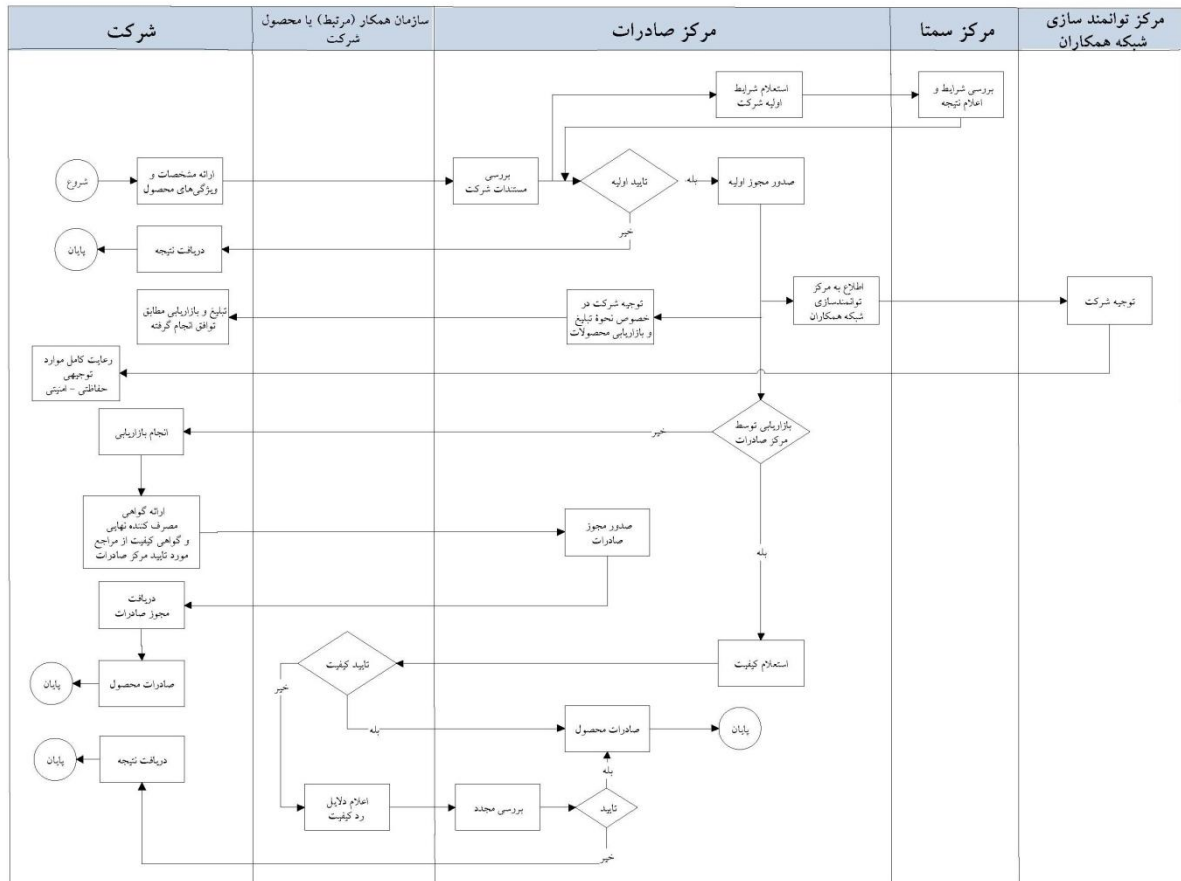 شرکت
سازمان همکار (مرتبط) با محصول
شرکت
مرکز صادرات
مرکز سمتا
مرکز توانمند سازی
شبکه همکاران
استعلام شرایط
اولیه شرکت
بررسی شرایط و
اعلام نتیجه
شروع
ارائه مشخصات و
ویژگی‌های محصول
بررسی
مستندات شرکت
تایید اولیه
بله
صدور مجوز اولیه
خیر
پایان
دریافت نتیجه
تبلیغ و بازاریابی مطابق
توافق انجام گرفته
توجیه شرکت در
خصوص نحوۀ تبلیغ
و بازاریابی محصولات
اطلاع به مرکز
توانمندسازی
شبکه همکاران
توجیه شرکت
رعایت کامل موارد
توجیهی
حفاظتی - امنیتی
انجام بازاریابی
خیر
بازاریابی توسط
مرکز صادرات
ارائه گواهی
مصرف کننده نهایی
و گواهی کیفیت از مراجع
مورد تایید مرکز صادرات
صدور مجوز
صادرات
بله
دریافت
مجوز صادرات
تایید کیفیت
استعلام کیفیت
خیر
پایان
صادرات محصول
بله
صادرات محصول
پایان
پایان
دریافت نتیجه
بله
اعلام دلایل
رد کیفیت
بررسی مجدد
تایید
خیر